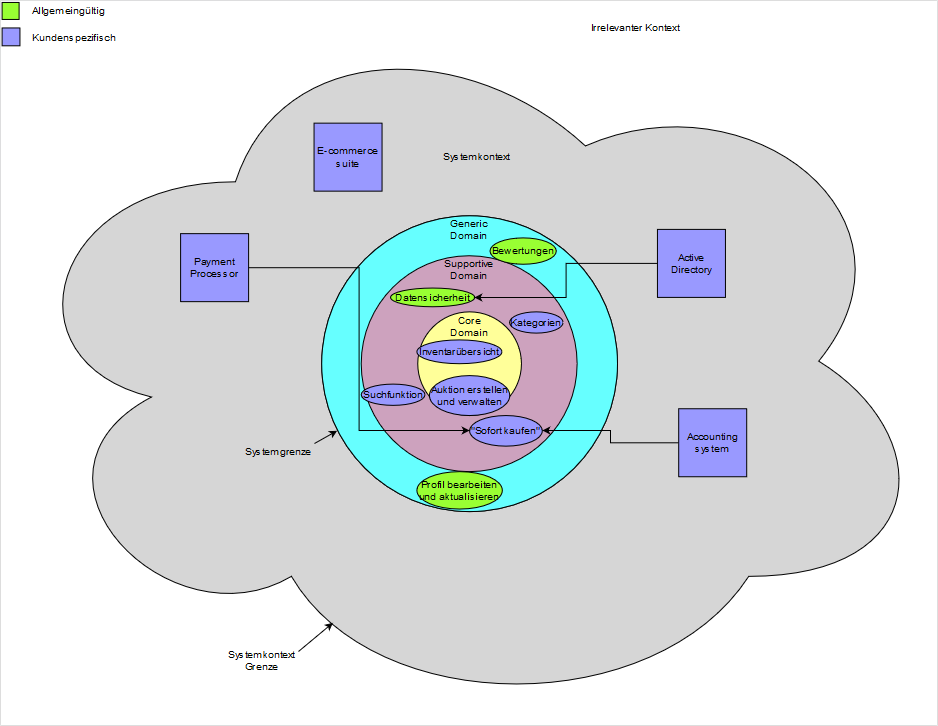 Allgemeingültig
Kundenspezifisch
Irrelevanter Kontext
E-commerce
suite
Systemkontext
Generic
Domain
Bewertungen
Payment
Processor
Supportive
Domain
Active
Directory
Datensicherheit
Core
Domain
Kategorien
Inventarübersicht
Suchfunktion
Auktion erstellen
und verwalten
"Sofort kaufen"
Accounting
system
Systemgrenze
Profil bearbeiten
und aktualisieren
Systemkontext
Grenze